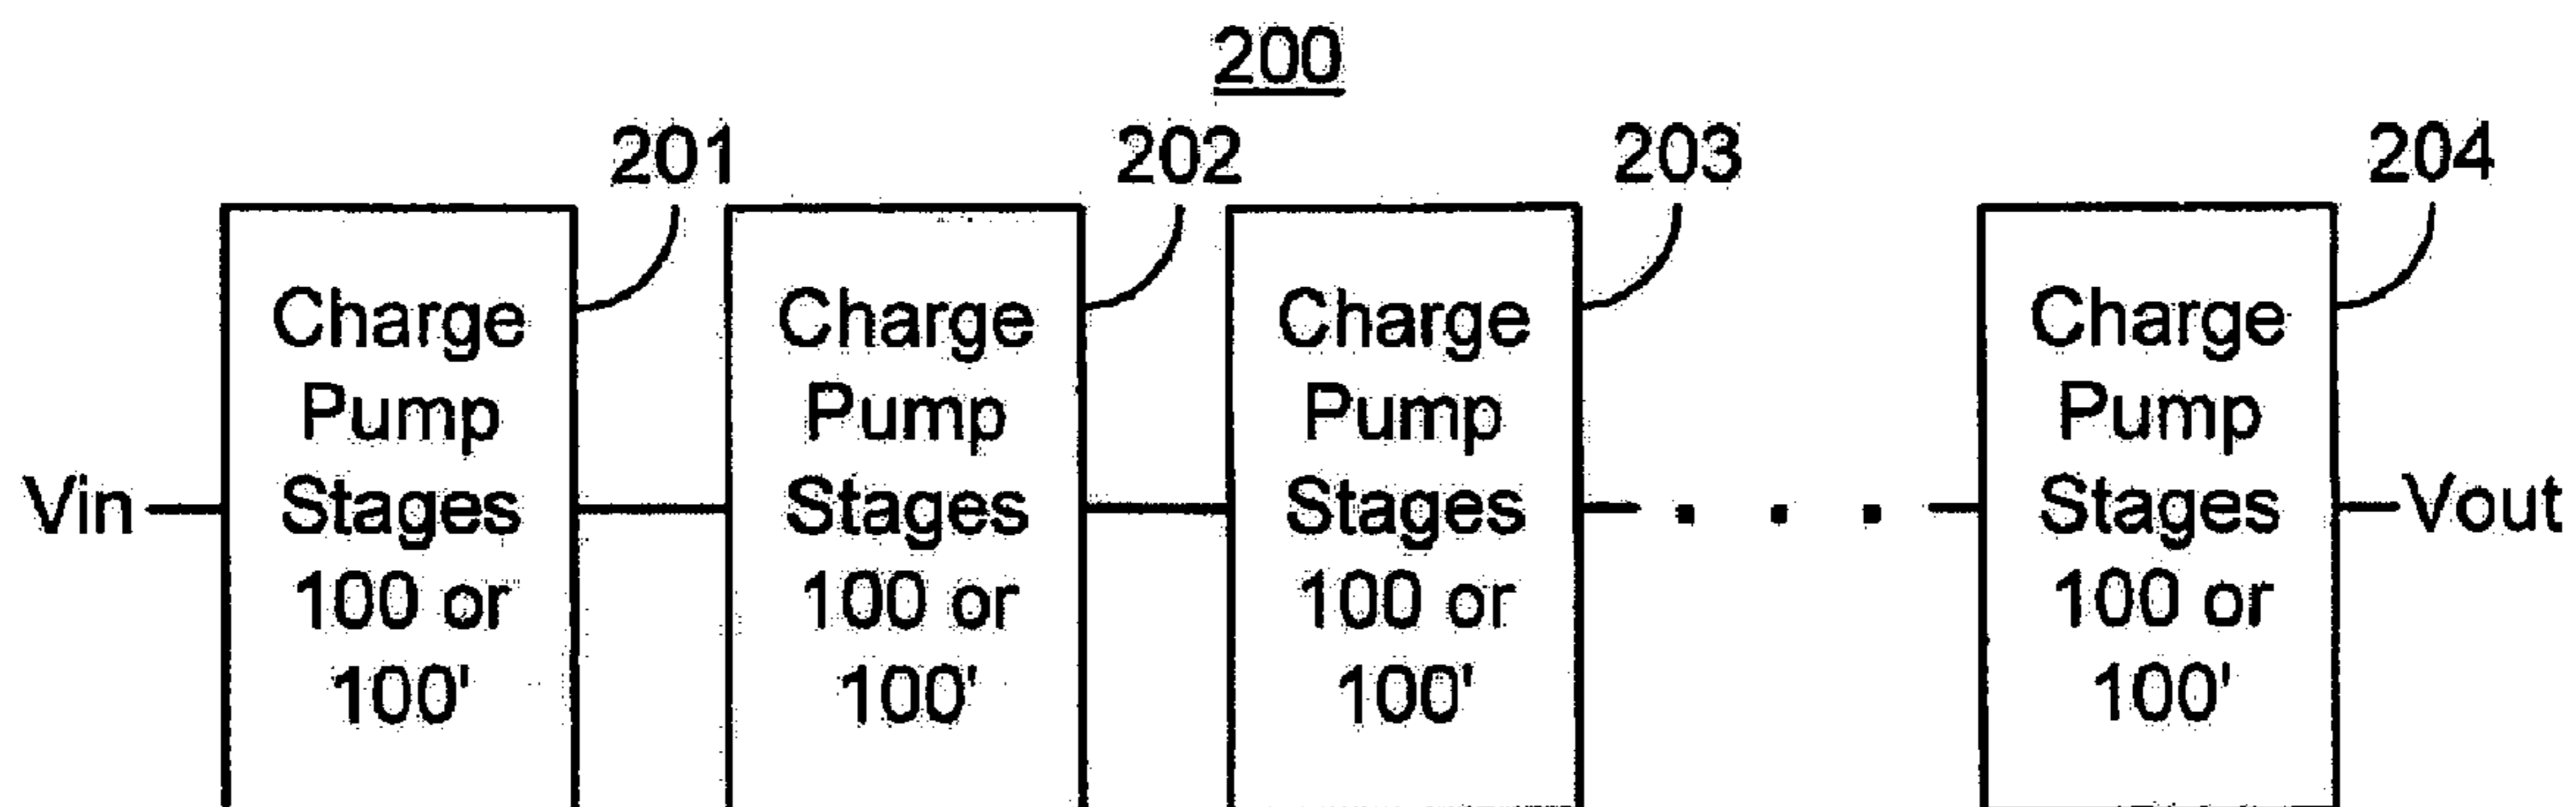 200
201
202
203
204
Vin
Charge
Pump
Stages
100 or
100'
Charge
Pump
Stages
100 or
100'
Charge
Pump
Stages
100 or
100'
. . .
Charge
Pump
Stages
100 or
100'
Vout